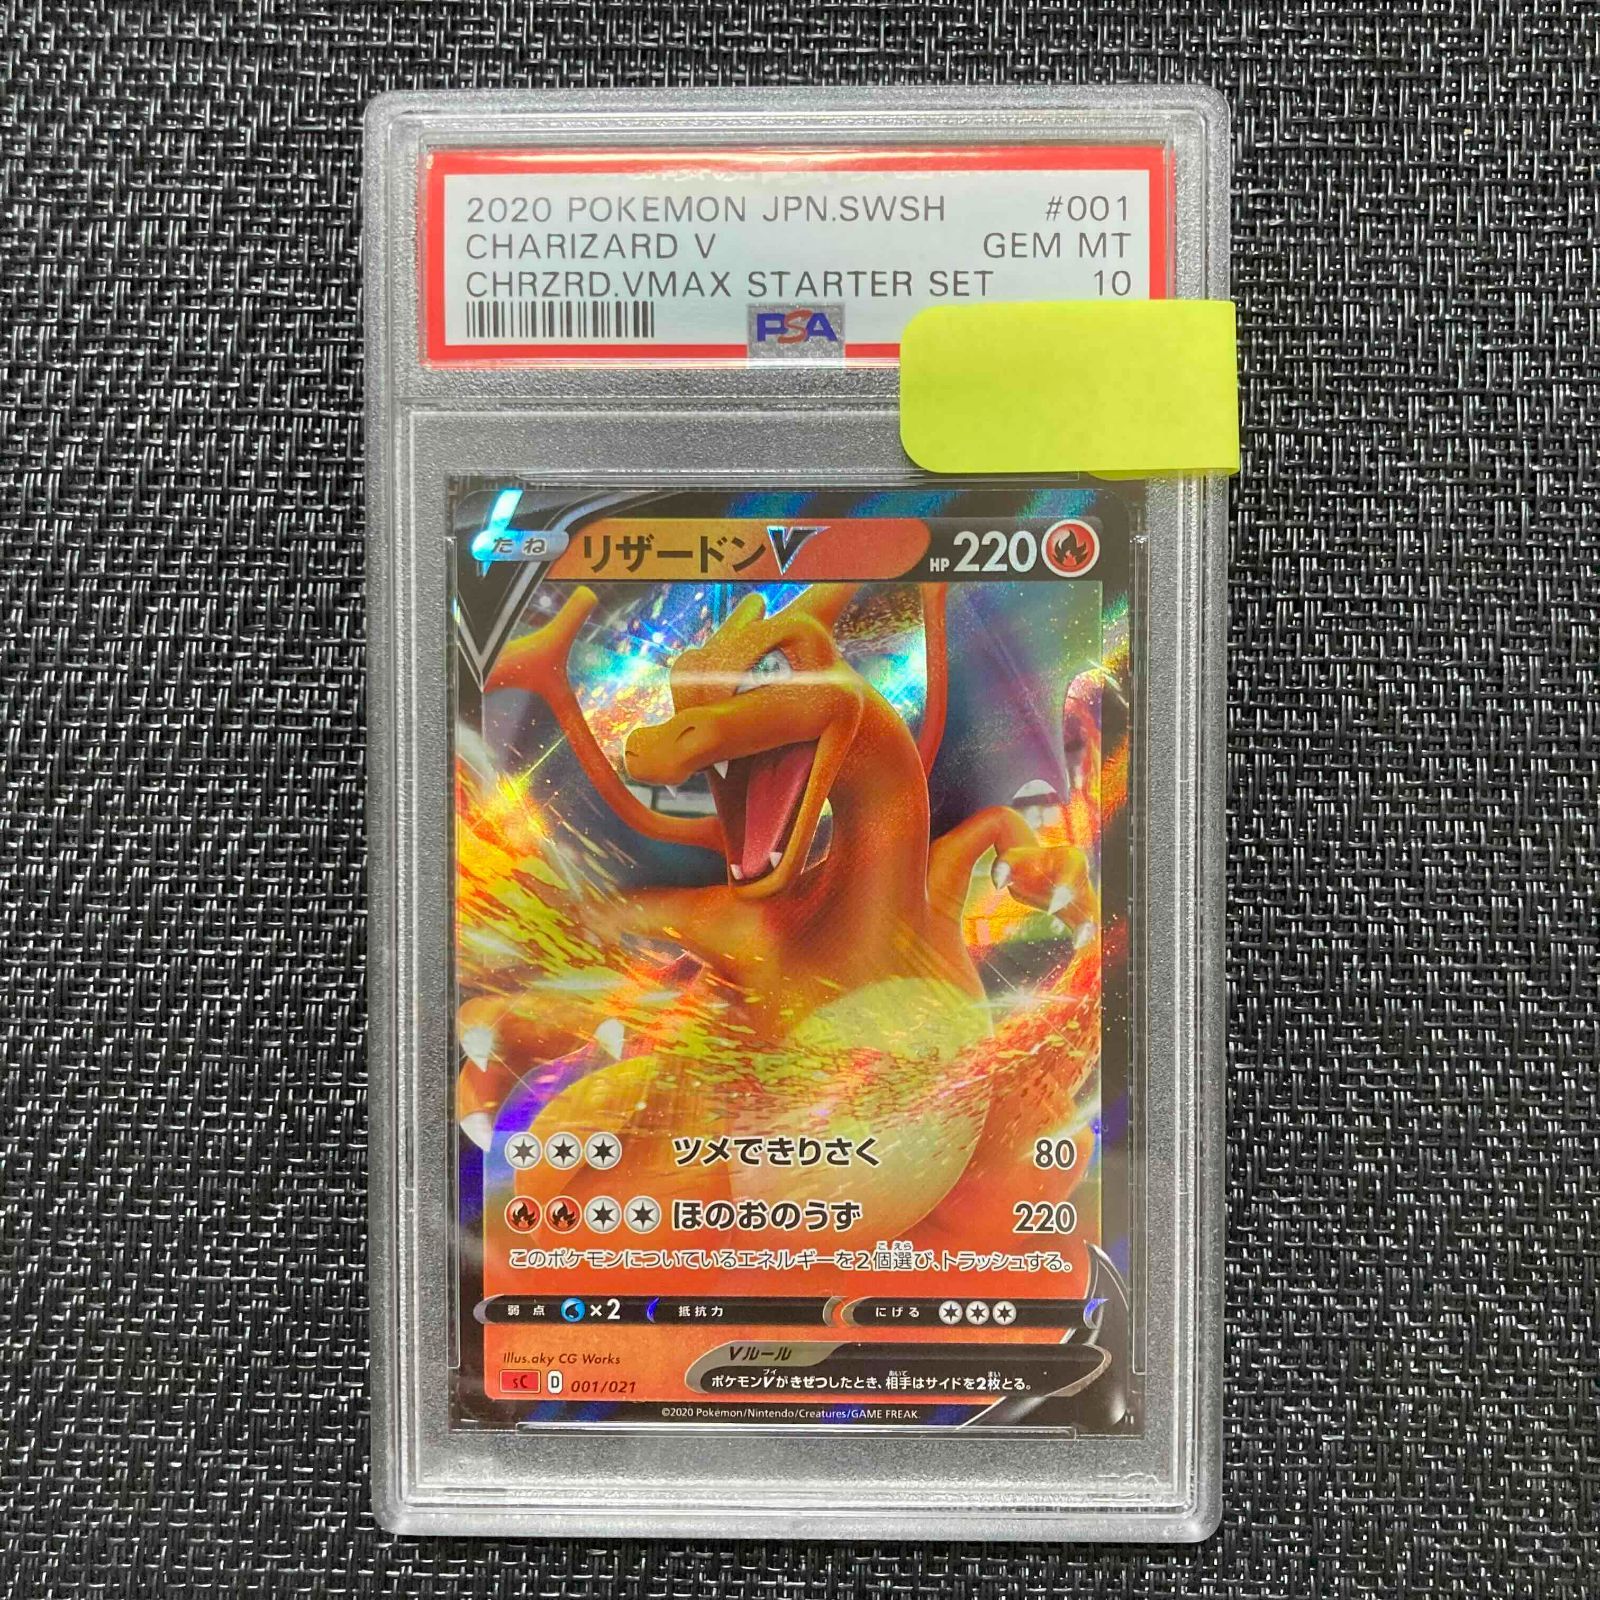 2020 POKEMON JPN.SWSH #001
CHARIZARD V GEM MT
CHRZRD.VMAX STARTER SET 10
PSA
たね リザードンV HP 220
ツメできりさく 80
ほのおのうず 220
このポケモンについているエネルギーを2個選び、トラッシュする。
弱点 ×2 抵抗力 にげる
Illus.aky CG Works
Vルール
sC D 001/021
ポケモンVがきぜつしたとき、相手はサイドを2枚とる。
©2020 Pokémon/Nintendo/Creatures/GAME FREAK.